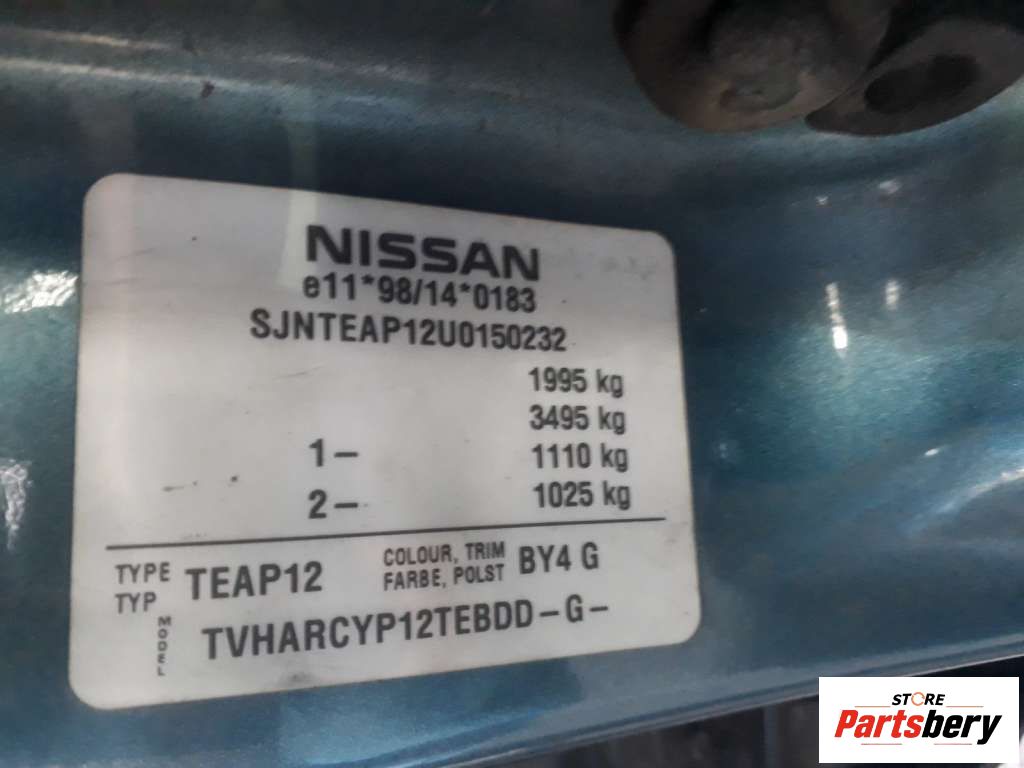 NISSAN
e11*98/14*0183
SJNTEAP12U0150232
1995 kg
3495 kg
1– 1110 kg
2– 1025 kg
TYPE TYP TEAP12 COLOUR, TRIM FARBE, POLST BY4 G
MODEL TVHARCYP12TEBDD–G–
STORE
Partsbery